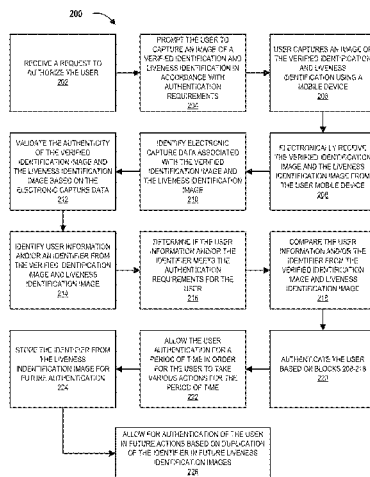 200
RECEIVE A REQUEST TO
AUTHORIZE THE USER
202
PROMPT THE USER TO
CAPTURE AN IMAGE OF A
VERIFIED IDENTIFICATION
AND LIVENESS
IDENTIFICATION IN
ACCORDANCE WITH
AUTHENTICATION
REQUIREMENTS
204
USER CAPTURES AN IMAGE OF
THE VERIFIED IDENTIFICATION
AND LIVENESS
IDENTIFICATION USING A
MOBILE DEVICE
206
VALIDATE THE AUTHENTICITY
OF THE VERIFIED
IDENTIFICATION IMAGE AND
THE LIVENESS IDENTIFICATION
IMAGE BASED ON THE
ELECTRONIC CAPTURE DATA
212
IDENTIFY ELECTRONIC
CAPTURE DATA ASSOCIATED
WITH THE VERIFIED
IDENTIFICATION IMAGE AND
THE LIVENESS IDENTIFICATION
IMAGE
210
ELECTRONICALLY RECEIVE
THE VERIFIED IDENTIFICATION
IMAGE AND THE LIVENESS
IDENTIFICATION IMAGE FROM
THE USER MOBILE DEVICE
208
IDENTIFY USER INFORMATION
AND/OR AN IDENTIFIER FROM
THE VERIFIED IDENTIFICATION
IMAGE AND LIVENESS
IDENTIFICATION IMAGE
214
DETERMINE IF THE USER
INFORMATION AND/OR THE
IDENTIFIER MEETS THE
AUTHENTICATION
REQUIREMENTS FOR THE
USER
216
COMPARE THE USER
INFORMATION AND/OR THE
IDENTIFIER FROM THE
VERIFIED IDENTIFICATION
IMAGE AND LIVENESS
IDENTIFICATION IMAGE
218
STORE THE IDENTIFIER FROM
THE LIVENESS
INDENTIFICATION IMAGE FOR
FUTURE AUTHENTICATION
224
ALLOW THE USER
AUTHENTICATION FOR A
PERIOD OF TIME IN ORDER
FOR THE USER TO TAKE
VARIOUS ACTIONS FOR THE
PERIOD OF TIME
222
AUTHENTICATE THE USER
BASED ON BLOCKS 208-218
220
ALLOW FOR AUTHENTICATION OF THE USER
IN FUTURE ACTIONS BASED ON DUPLICATION
OF THE IDENTIFIER IN FUTURE LIVENESS
IDENTIFICATION IMAGES
226